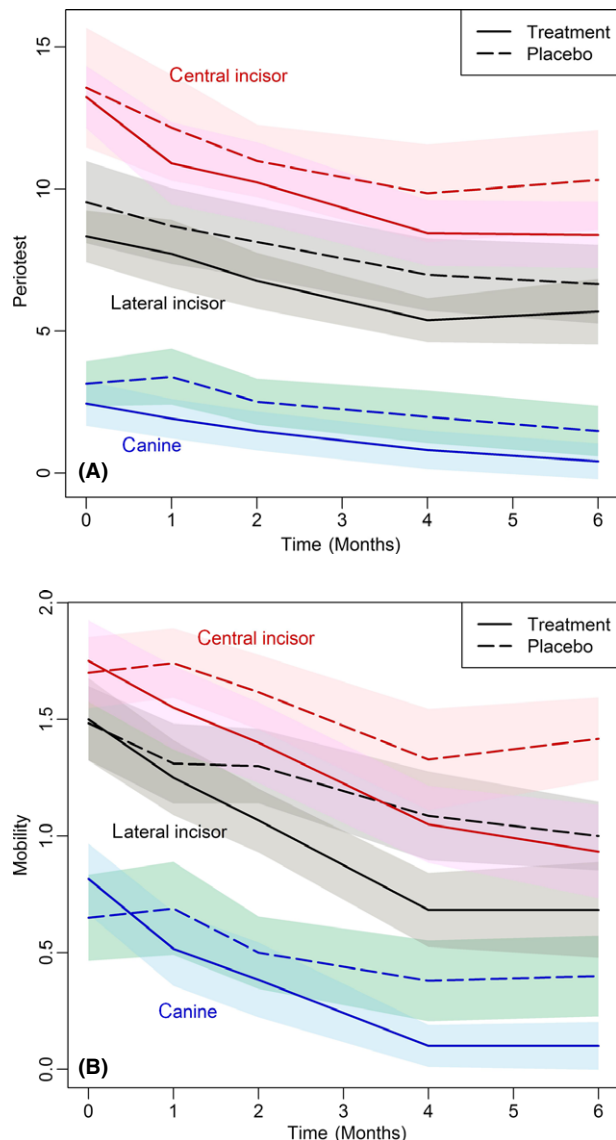 Treatment
Placebo
Central incisor
Lateral incisor
Canine
(A)
Periotest
0
5
10
15
0 1 2 3 4 5 6
Time (Months)
Treatment
Placebo
Central incisor
Lateral incisor
Canine
(B)
Mobility
0.0
0.5
1.0
1.5
2.0
0 1 2 3 4 5 6
Time (Months)